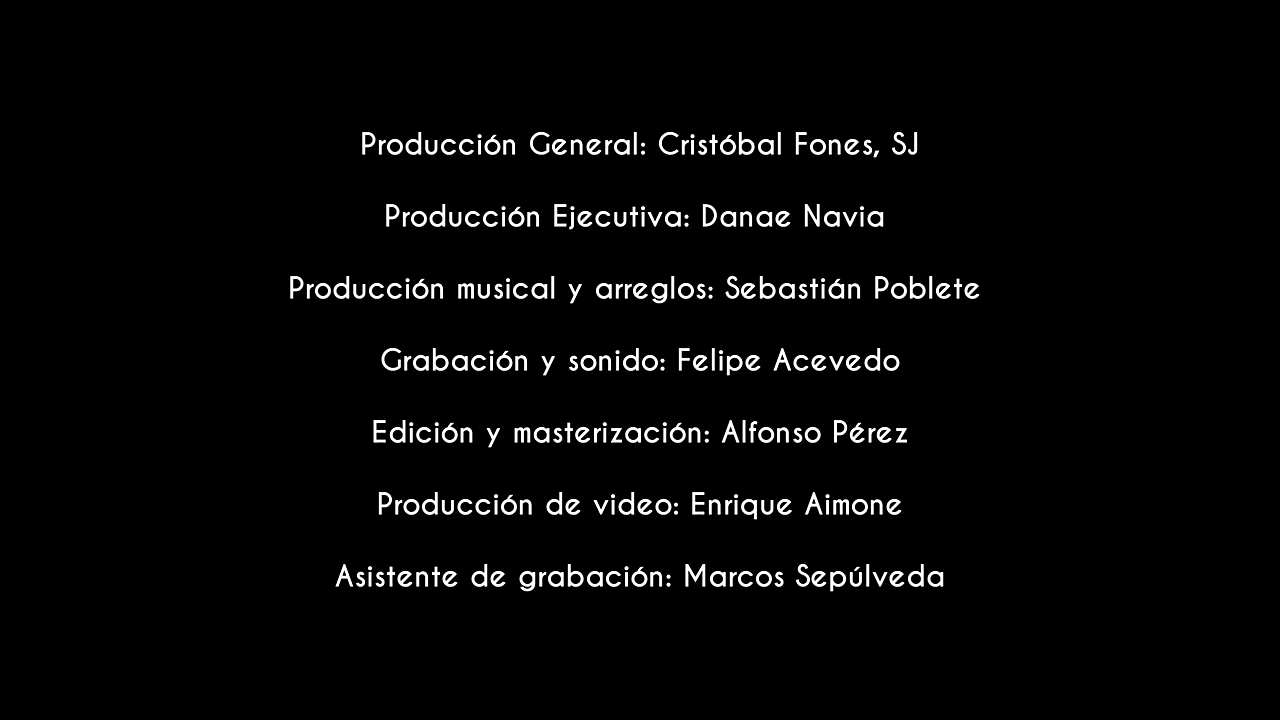 Producción General: Cristóbal Fones, SJ
Producción Ejecutiva: Danae Navia
Producción musical y arreglos: Sebastián Poblete
Grabación y sonido: Felipe Acevedo
Edición y masterización: Alfonso Pérez
Producción de video: Enrique Aimone
Asistente de grabación: Marcos Sepúlveda